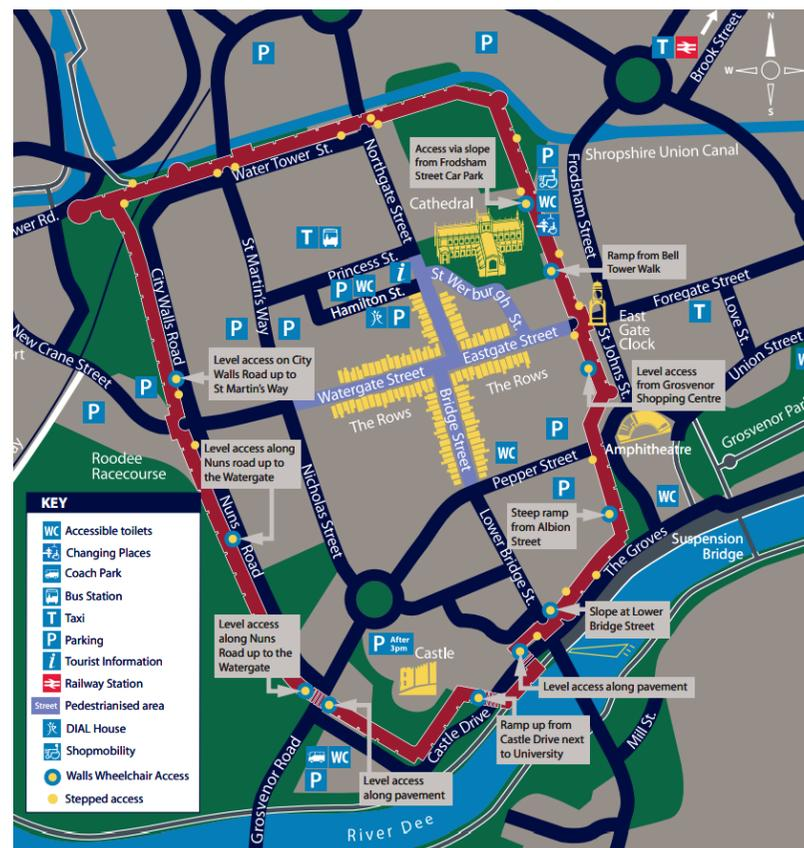 P
P
T
Brook Street
N
W
S
Shropshire Union Canal
Access via slope
from Frodsham
Street Car Park
P
WC
Frodsham Street
Cathedral
Water Tower St.
Northgate Street
wer Rd.
T
Princess St.
i
P WC
Hamilton St.
P
St Werburgh St.
Ramp from Bell
Tower Walk
Foregate Street
T
Love St.
Union Street
W
East
Gate
Clock
St Johns St.
City Walls Road
St Martin's Way
P
P
New Crane Street
rt
P
P
Level access on City
Walls Road up to
St Martin's Way
Eastgate Street
Watergate Street
The Rows
The Rows
Bridge Street
Level access
from Grosvenor
Shopping Centre
Grosvenor Par
Amphitheatre
P
WC
Pepper Street
P
WC
Roodee
Racecourse
ay
Level access along
Nuns road up to
the Watergate
Nuns Road
Nicholas Street
Lower Bridge St.
Steep ramp
from Albion
Street
The Groves
Suspension
Bridge
Slope at Lower
Bridge Street
KEY
WC Accessible toilets
Changing Places
Coach Park
Bus Station
T Taxi
P Parking
i Tourist Information
Railway Station
Street Pedestrianised area
DIAL House
Shopmobility
Walls Wheelchair Access
Stepped access
Level access
along Nuns
Road up to the
Watergate
P After
3pm
Castle
Level access along pavement
Castle Drive
Ramp up from
Castle Drive next
to University
Mill St.
WC
P
Level access
along pavement
Grosvenor Road
River Dee